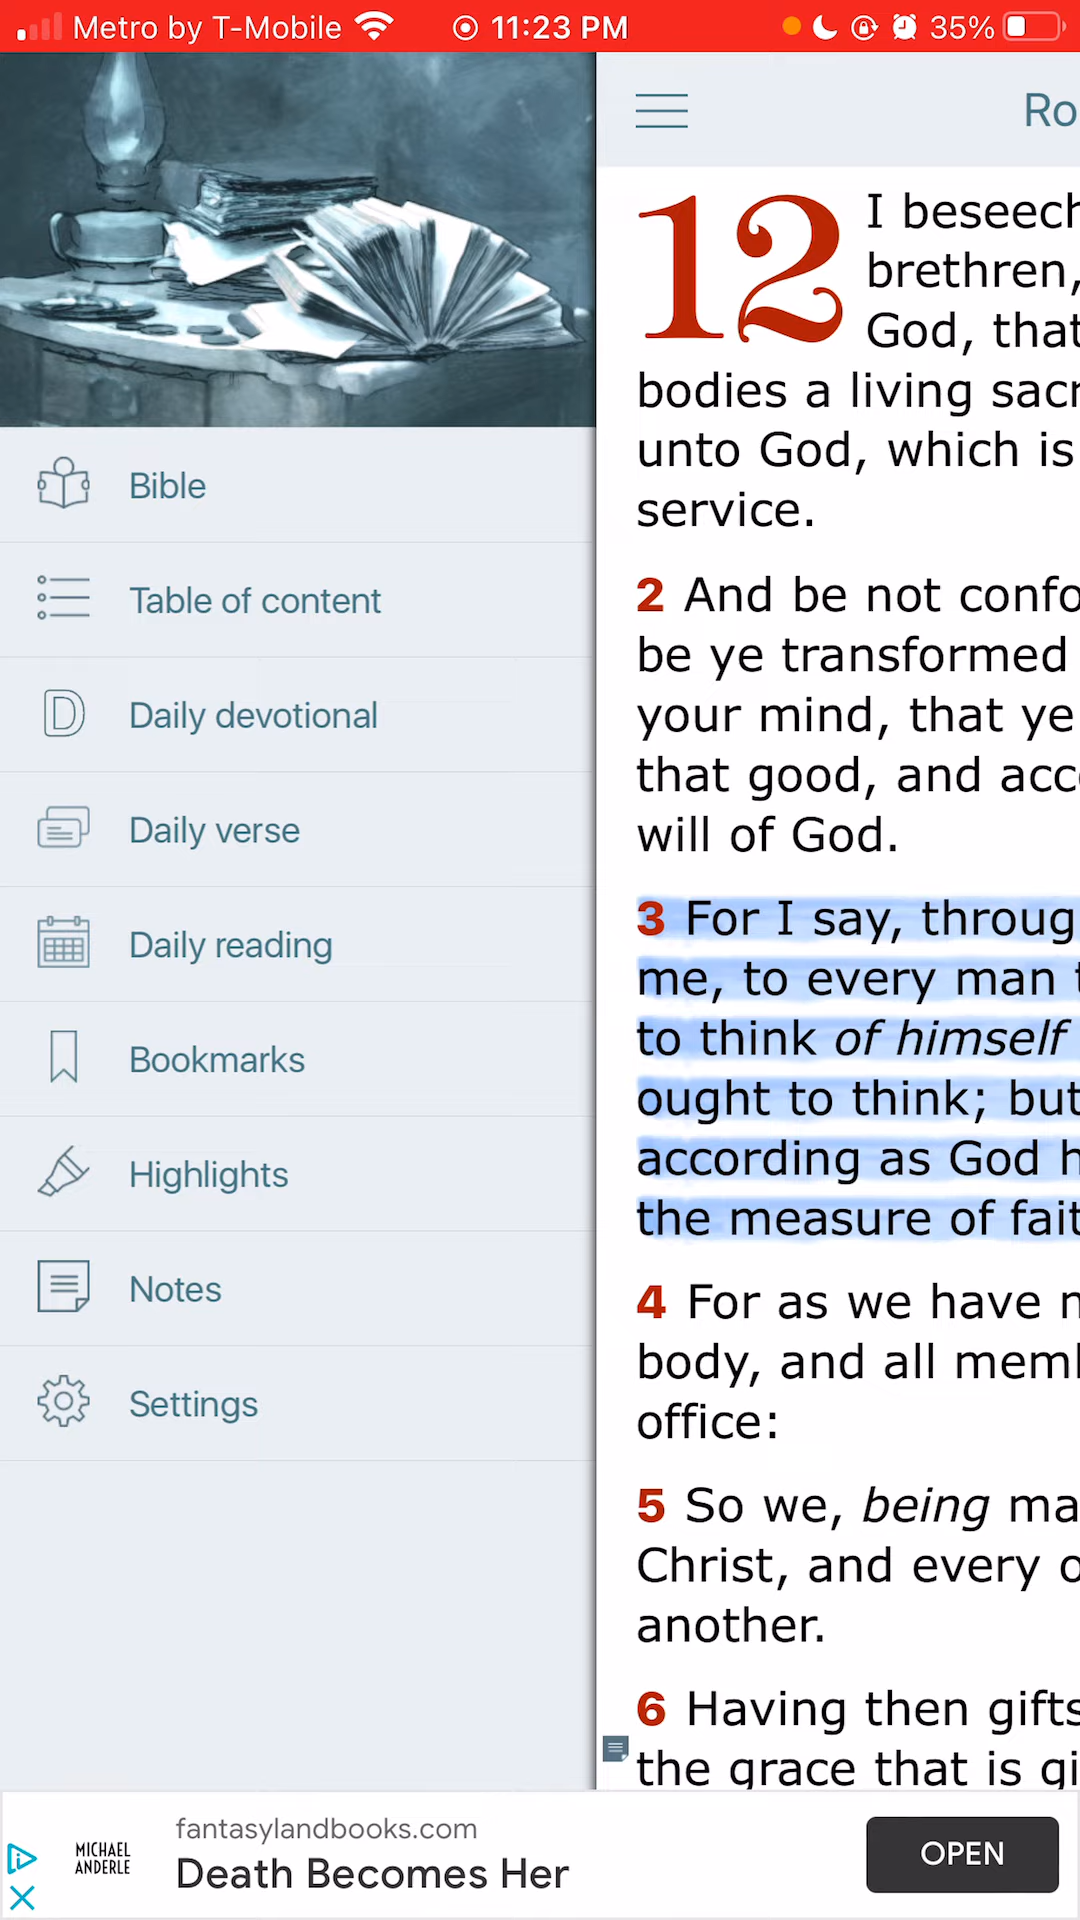 Metro by T-Mobile 11:23 PM 35%
Bible
Table of content
Daily devotional
Daily verse
Daily reading
Bookmarks
Highlights
Notes
Settings
Ro
12 I beseech
brethren,
God, that
bodies a living sacr
unto God, which is
service.
2 And be not confo
be ye transformed
your mind, that ye
that good, and acc
will of God.
3 For I say, throug
me, to every man t
to think of himself
ought to think; but
according as God h
the measure of fait
4 For as we have m
body, and all mem
office:
5 So we, being ma
Christ, and every o
another.
6 Having then gifts
the grace that is gi
MICHAEL
ANDERLE
fantasylandbooks.com
Death Becomes Her
OPEN